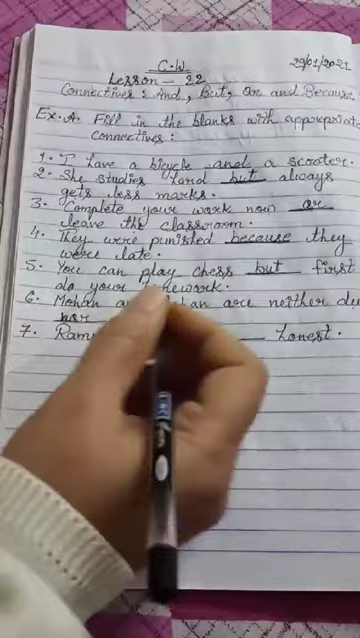 C.W.
29/01/2021
Lesson - 22
Connectives: And, But, Or and Because
Ex. A. Fill in the blanks with appropriat
connectives:
1. I have a bicycle and a scooter.
2. She studies hard but always
gets less marks.
3. Complete your work now or
leave the classroom.
4. They were punished because they
were late.
5. You can play chess but first
do your
6. Mohan are neither
nor
7. honest.